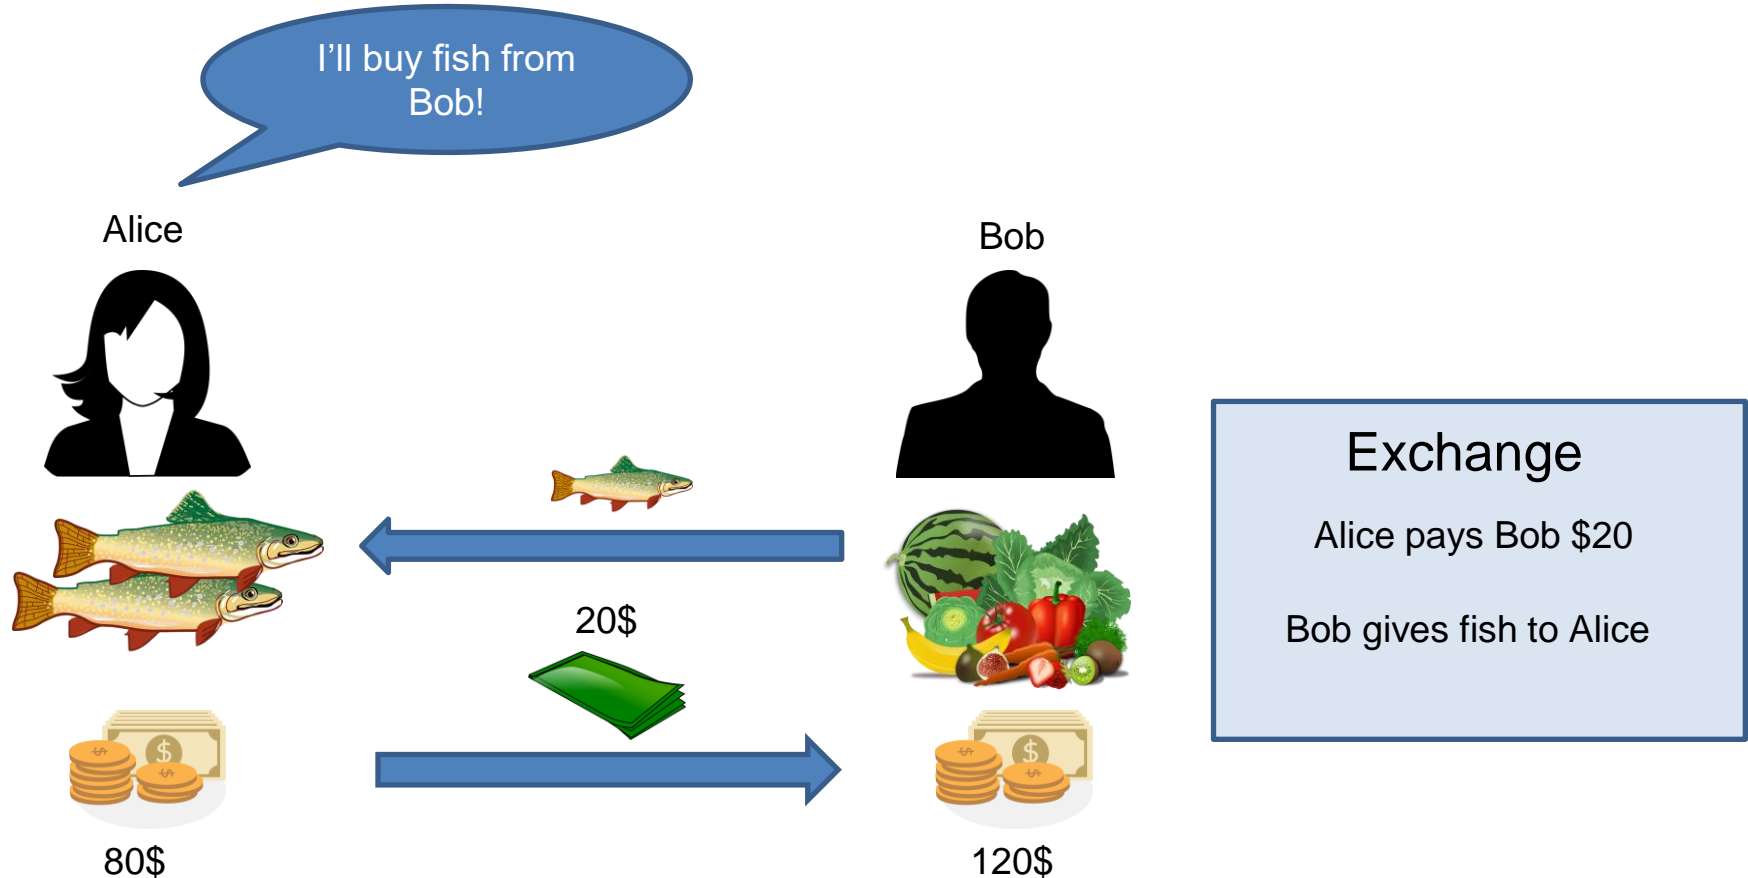 I’ll buy fish from
Bob!
Alice
Bob
Exchange
Alice pays Bob $20
Bob gives fish to Alice
20$
80$
120$